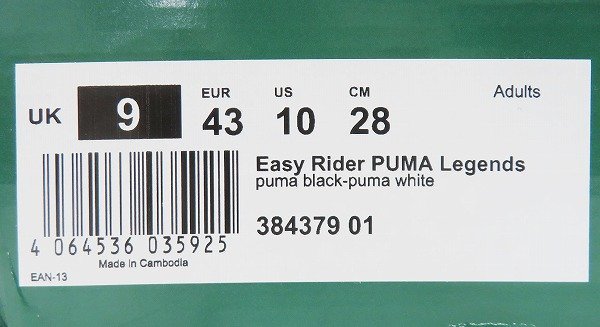 EUR US CM Adults
UK 9 43 10 28
Easy Rider PUMA Legends
puma black-puma white
384379 01
4 064536 035925
Made in Cambodia
EAN-13